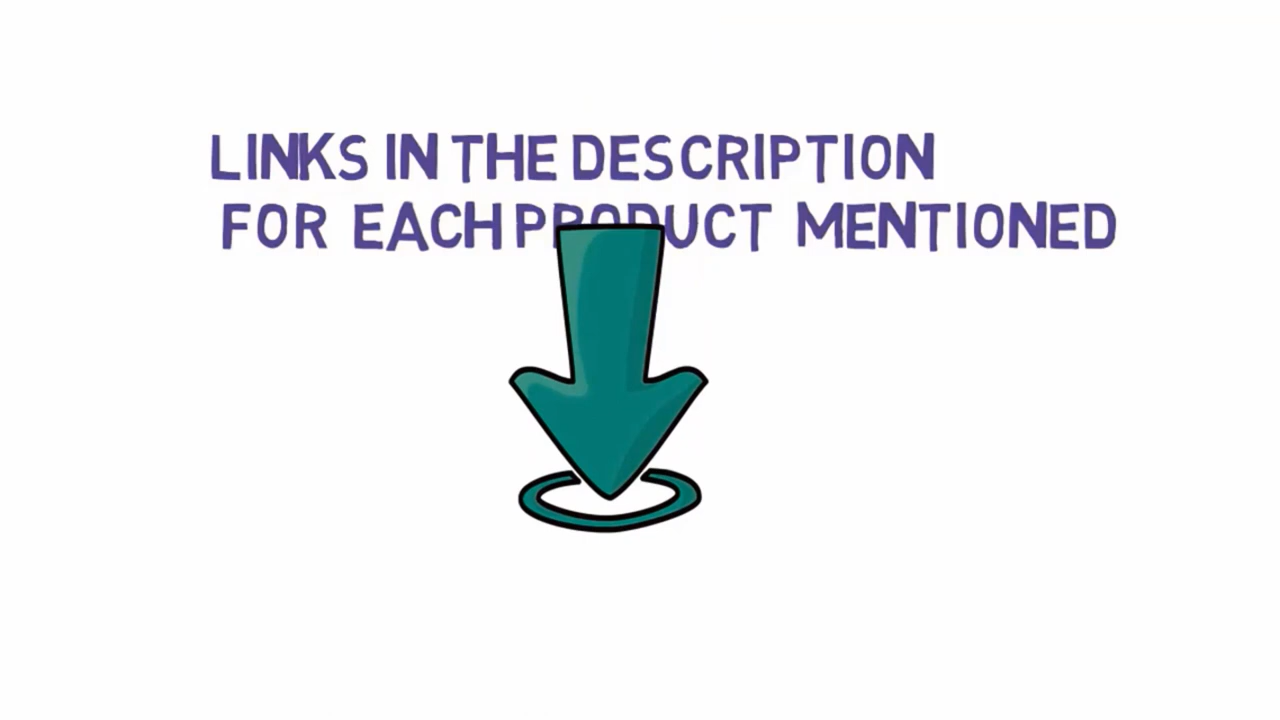 LINKS IN THE DESCRIPTION
FOR EACH PRODUCT MENTIONED